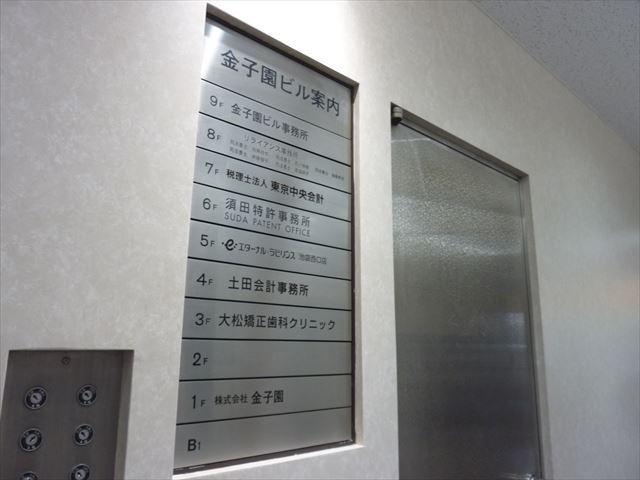 金子園ビル案内
9F 金子園ビル事務所
8F リライアンス事務所
7F 税理士法人 東京中央会計
6F 須田特許事務所
SUDA PATENT OFFICE
5F エターナル・ラビリンス 池袋西口店
4F 土田会計事務所
3F 大松矯正歯科クリニック
2F
1F 株式会社 金子園
B1